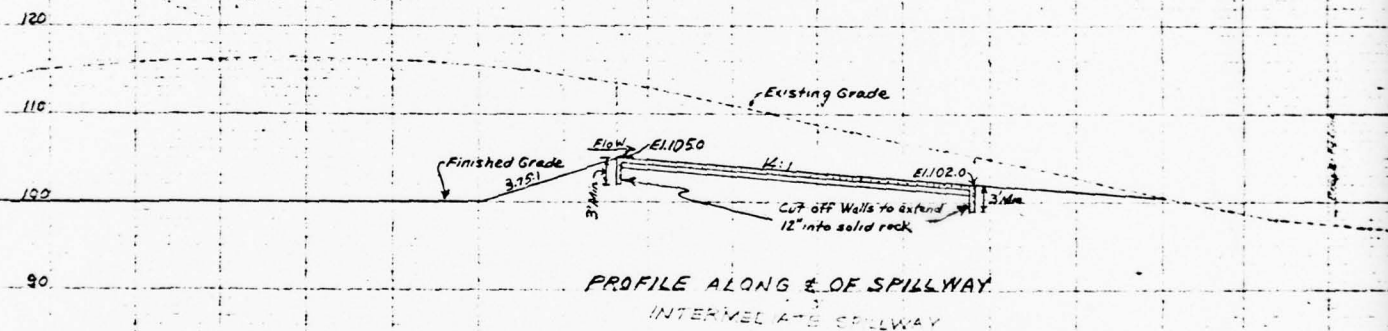 120
Existing Grade
110
Flow
El.105.0
Finished Grade
3.75:1
El.102.0
3'Min
3'Min
100
Cut off Walls to extend
12" into solid rock
90
PROFILE ALONG ℄ OF SPILLWAY
INTERMEDIATE SPILLWAY